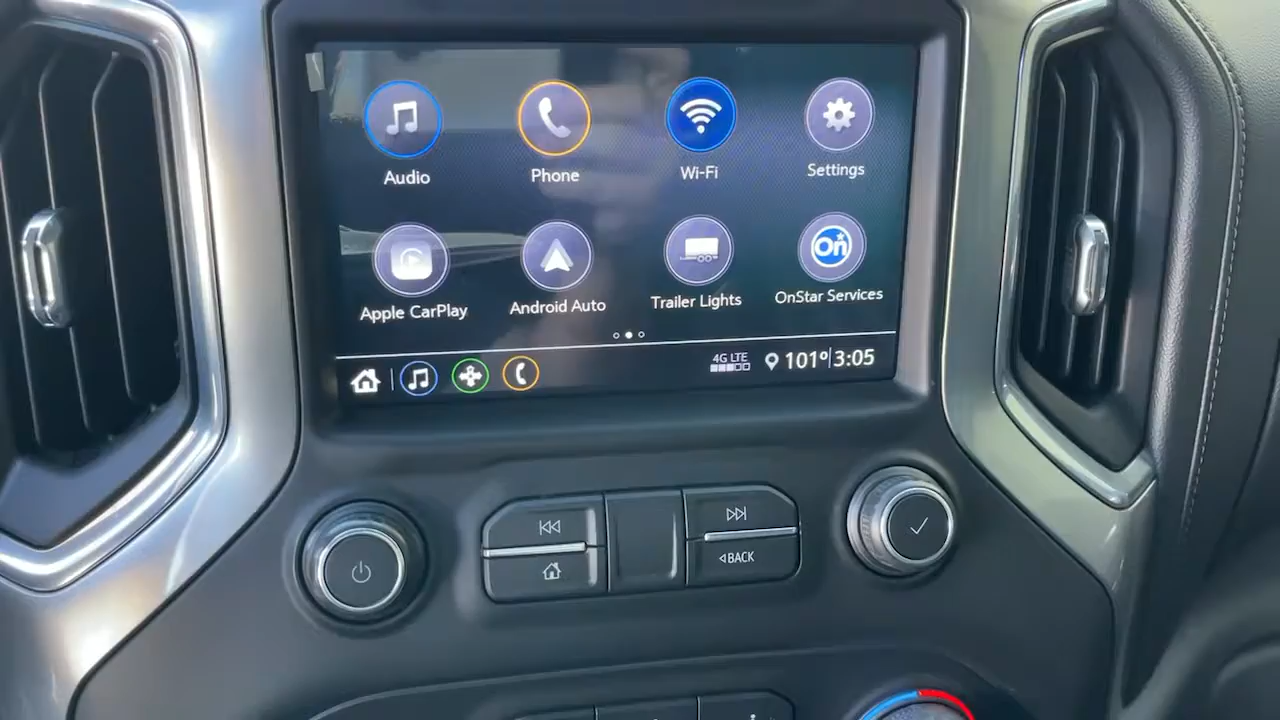 Audio
Phone
Wi-Fi
Settings
Apple CarPlay
Android Auto
Trailer Lights
On
OnStar Services
4G LTE
101° 3:05
BACK